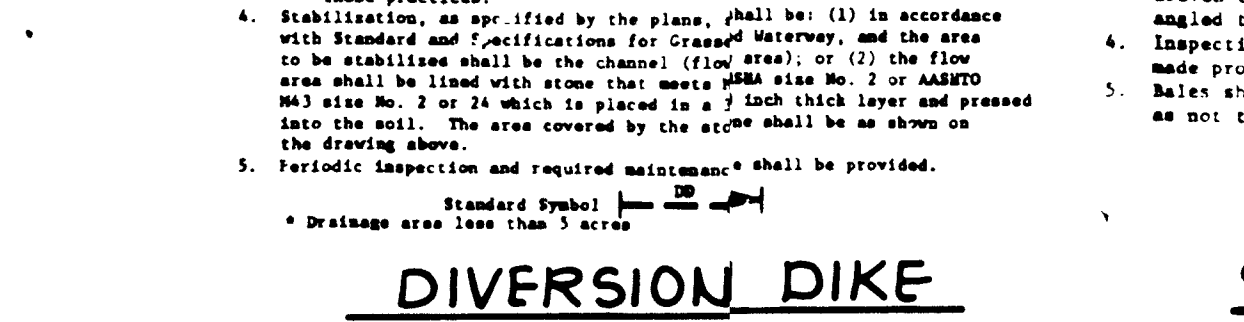 4. Stabilization, as specified by the plans, shall be: (1) in accordance
with Standard and Specifications for Grassed Waterway, and the area
to be stabilized shall be the channel (flow area); or (2) the flow
area shall be lined with stone that meets MSHA size No. 2 or AASHTO
M43 size No. 2 or 24 which is placed in a 3 inch thick layer and pressed
into the soil. The area covered by the stone shall be as shown on
the drawing above.
5. Periodic inspection and required maintenance shall be provided.
DD
Standard Symbol
* Drainage area less than 5 acres
DIVERSION DIKE
angled t
4. Inspecti
made pro
5. Bales sh
as not t